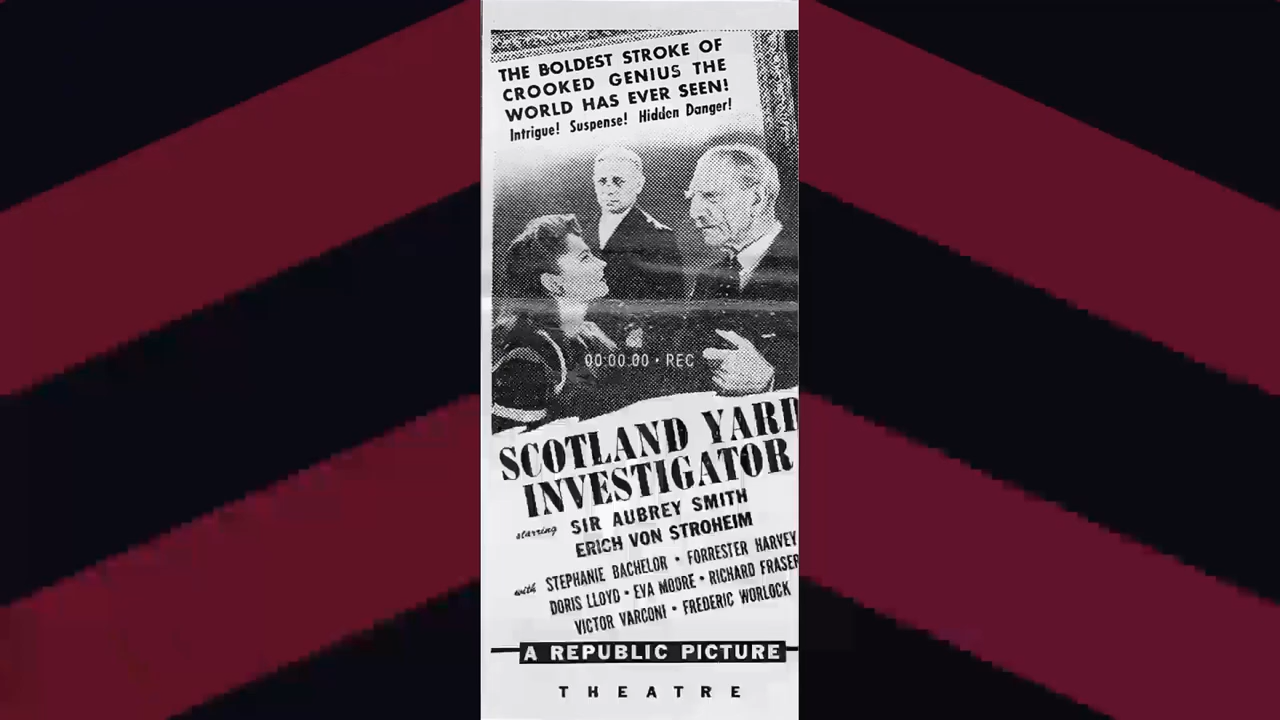 THE BOLDEST STROKE OF
CROOKED GENIUS THE
WORLD HAS EVER SEEN!
Intrigue! Suspense! Hidden Danger!
00:00.00 • REC
SCOTLAND YARD
INVESTIGATOR
starring SIR AUBREY SMITH
ERICH VON STROHEIM
with STEPHANIE BACHELOR • FORRESTER HARVEY
DORIS LLOYD • EVA MOORE • RICHARD FRASER
VICTOR VARCONI • FREDERIC WORLOCK
A REPUBLIC PICTURE
THEATRE